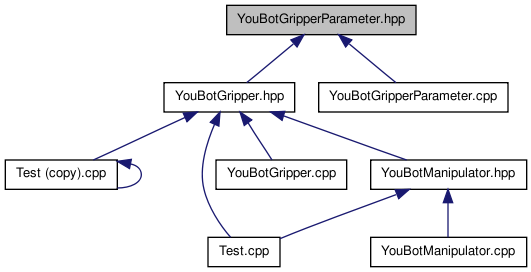 YouBotGripperParameter.hpp
YouBotGripper.hpp
YouBotGripperParameter.cpp
Test (copy).cpp
YouBotGripper.cpp
YouBotManipulator.hpp
Test.cpp
YouBotManipulator.cpp